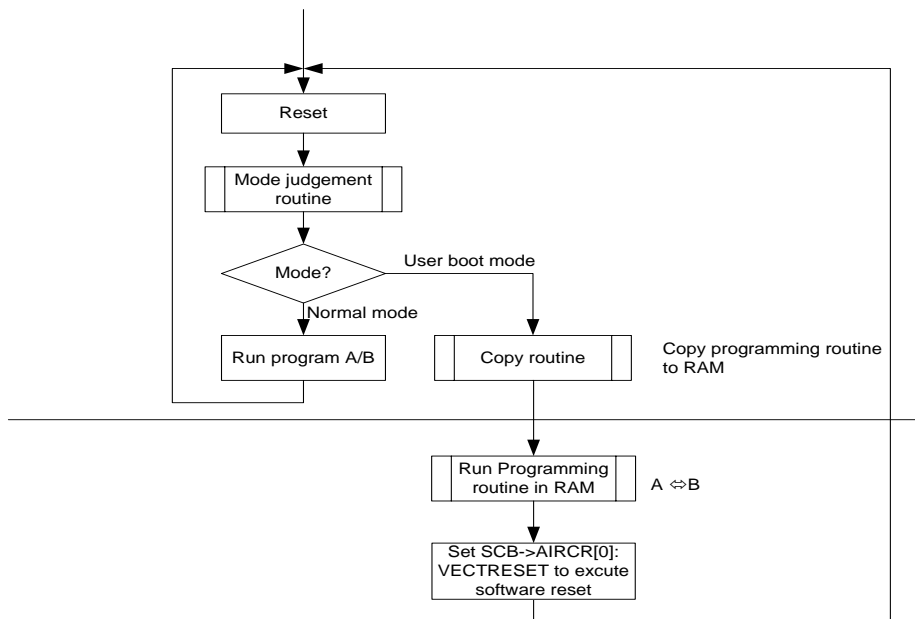 Reset
Mode judgement
routine
Mode?
User boot mode
Normal mode
Run program A/B
Copy routine
Copy programming routine
to RAM
Run Programming
routine in RAM
A ⇔B
Set SCB->AIRCR[0]:
VECTRESET to excute
software reset